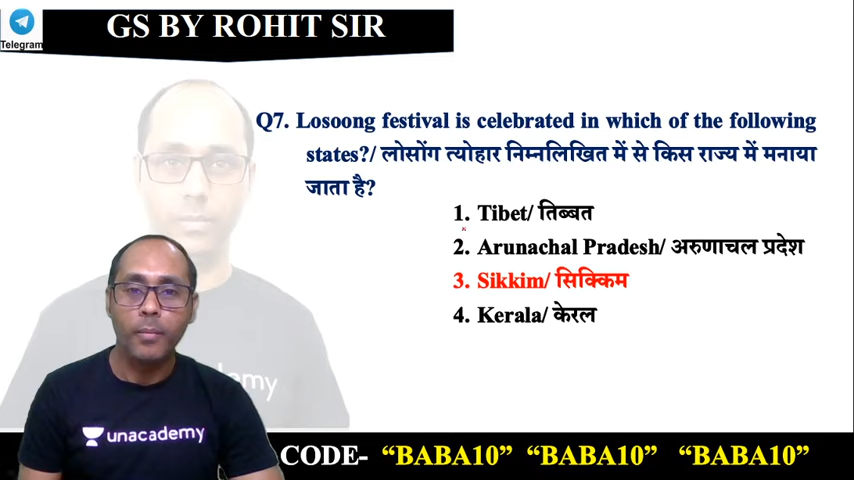 Telegram
GS BY ROHIT SIR
Q7. Losoong festival is celebrated in which of the following
states?/ लोसोंग त्योहार निम्नलिखित में से किस राज्य में मनाया
जाता है?
1. Tibet/ तिब्बत
2. Arunachal Pradesh/ अरुणाचल प्रदेश
3. Sikkim/ सिक्किम
4. Kerala/ केरल
unacademy
CODE- “BABA10” “BABA10” “BABA10”